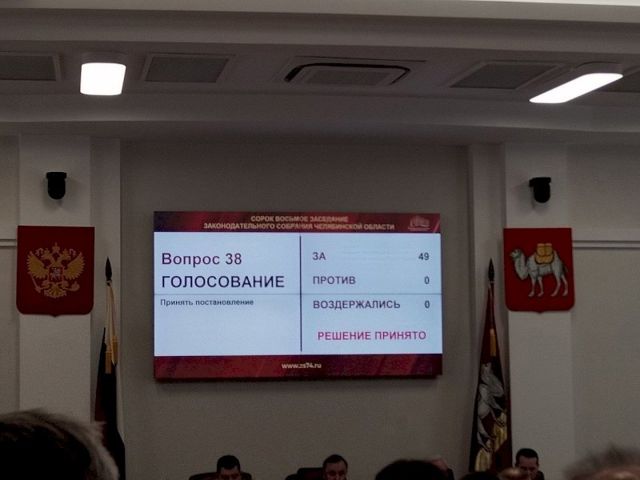 СОРОК ВОСЬМОЕ ЗАСЕДАНИЕ
ЗАКОНОДАТЕЛЬНОГО СОБРАНИЯ ЧЕЛЯБИНСКОЙ ОБЛАСТИ
Вопрос 38
ГОЛОСОВАНИЕ
Принять постановление
ЗА 49
ПРОТИВ 0
ВОЗДЕРЖАЛИСЬ 0
РЕШЕНИЕ ПРИНЯТО
www.zs74.ru